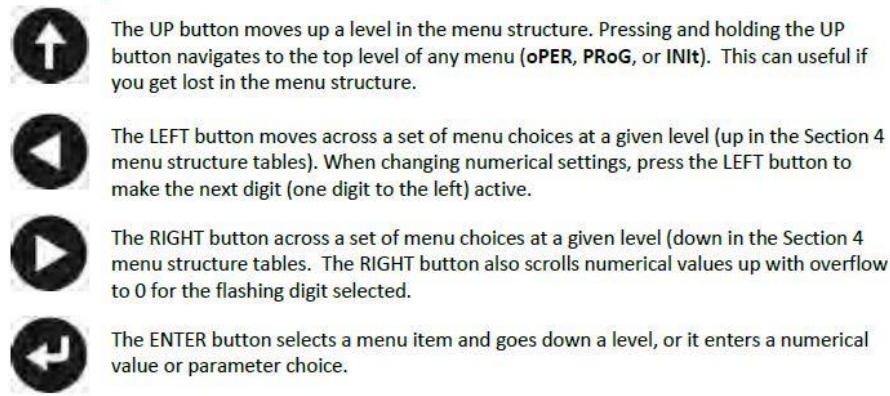 The UP button moves up a level in the menu structure. Pressing and holding the UP
button navigates to the top level of any menu (oPER, PRoG, or INIt).  This can useful if
you get lost in the menu structure.
The LEFT button moves across a set of menu choices at a given level (up in the Section 4
menu structure tables). When changing numerical settings, press the LEFT button to
make the next digit (one digit to the left) active.
The RIGHT button across a set of menu choices at a given level (down in the Section 4
menu structure tables.  The RIGHT button also scrolls numerical values up with overflow
to 0 for the flashing digit selected.
The ENTER button selects a menu item and goes down a level, or it enters a numerical
value or parameter choice.